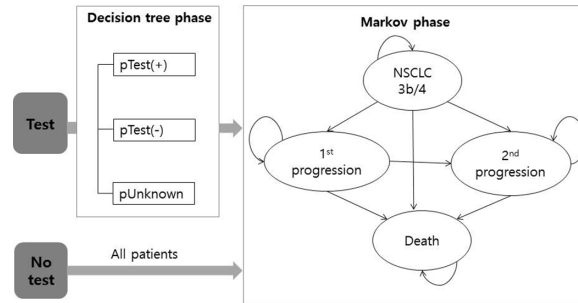 Decision tree phase
Markov phase
pTest(+)
NSCLC
3b/4
Test
pTest(-)
1st
progression
2nd
progression
pUnknown
Death
No
test
All patients